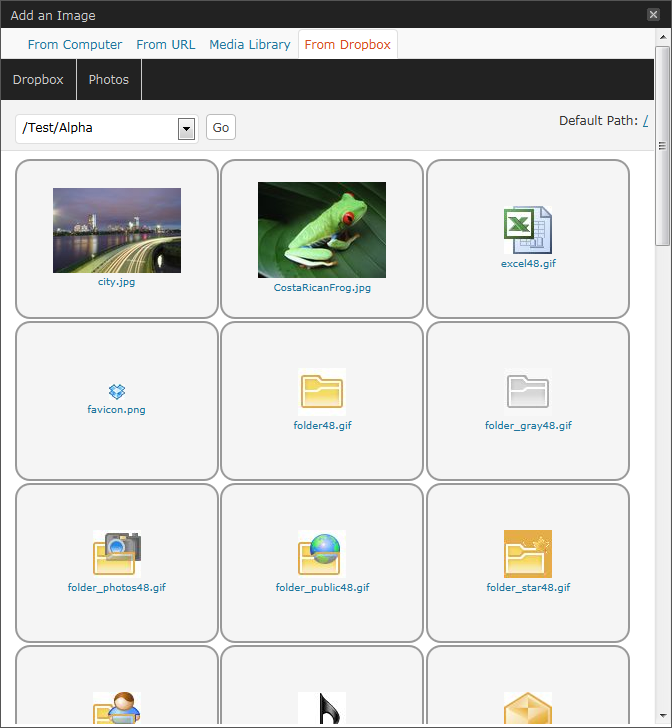 Add an Image
From Computer From URL Media Library From Dropbox
Dropbox Photos
/Test/Alpha Go Default Path: /
city.jpg CostaRicanFrog.jpg excel48.gif
favicon.png folder48.gif folder_gray48.gif
folder_photos48.gif folder_public48.gif folder_star48.gif